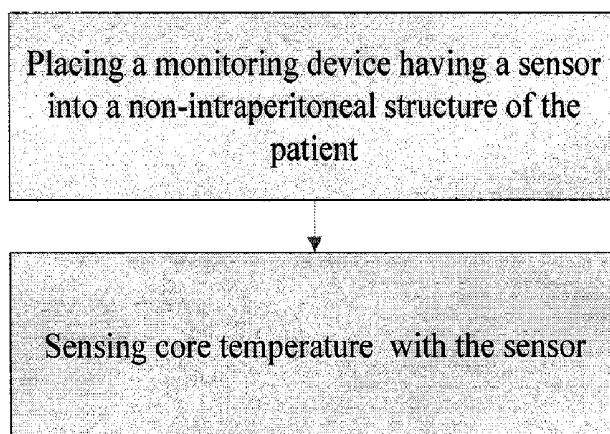 Placing a monitoring device having a sensor
into a non-intraperitoneal structure of the
patient
Sensing core temperature with the sensor